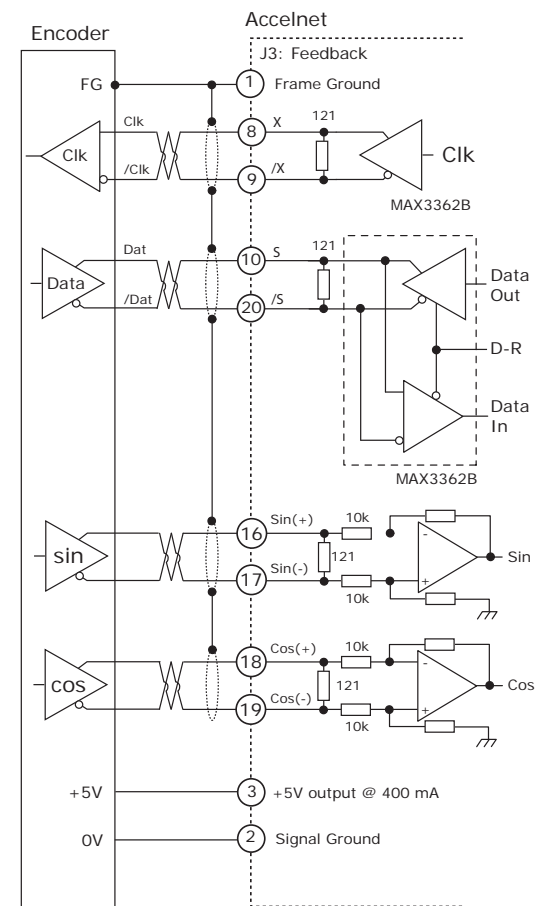 Accelnet
Encoder
J3: Feedback
FG 1 Frame Ground
Clk 8 X 121
Clk Clk
/Clk 9 /X
MAX3362B
Dat 10 S 121
Data Data Out
/Dat 20 /S
D-R
Data In
MAX3362B
16 Sin(+) 10k
sin 121 - Sin
17 Sin(-) +
10k
18 Cos(+) 10k
cos 121 - Cos
19 Cos(-) +
10k
+5V 3 +5V output @ 400 mA
0V 2 Signal Ground